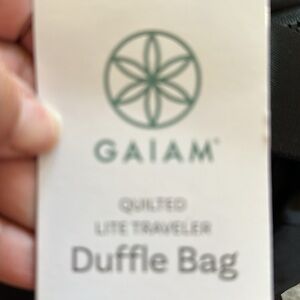 GAIAM
QUILTED
LITE TRAVELER
Duffle Bag